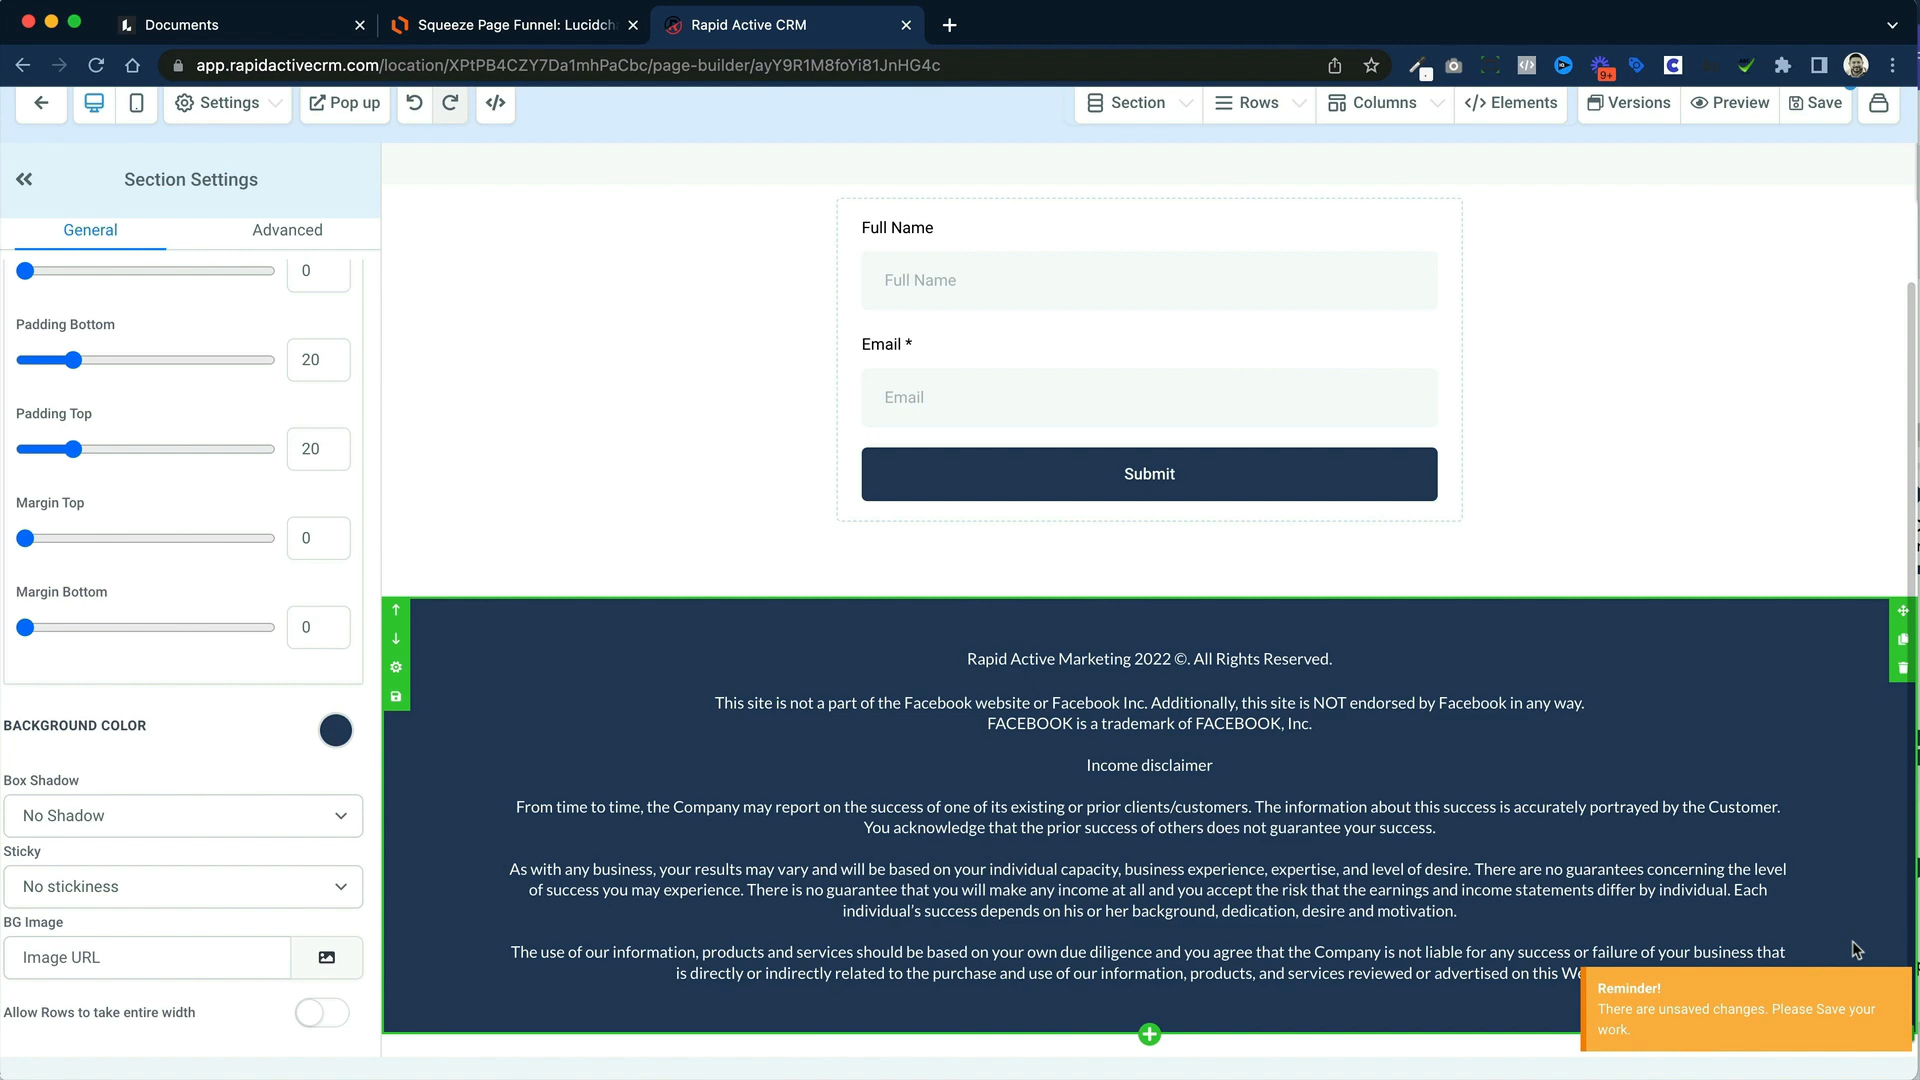 Documents
Squeeze Page Funnel: Lucidch
Rapid Active CRM
app.rapidactivecrm.com/location/XPtPB4CZY7Da1mhPaCbc/page-builder/ayY9R1M8foYi81JnHG4c
9+
Settings
Pop up
Section
Rows
Columns
Elements
Versions
Preview
Save
Section Settings
General
Advanced
0
Padding Bottom
20
Padding Top
20
Margin Top
0
Margin Bottom
0
BACKGROUND COLOR
Box Shadow
No Shadow
Sticky
No stickiness
BG Image
Image URL
Allow Rows to take entire width
Full Name
Full Name
Email *
Email
Submit
Rapid Active Marketing 2022 ©. All Rights Reserved.
This site is not a part of the Facebook website or Facebook Inc. Additionally, this site is NOT endorsed by Facebook in any way.
FACEBOOK is a trademark of FACEBOOK, Inc.
Income disclaimer
From time to time, the Company may report on the success of one of its existing or prior clients/customers. The information about this success is accurately portrayed by the Customer.
You acknowledge that the prior success of others does not guarantee your success.
As with any business, your results may vary and will be based on your individual capacity, business experience, expertise, and level of desire. There are no guarantees concerning the level
of success you may experience. There is no guarantee that you will make any income at all and you accept the risk that the earnings and income statements differ by individual. Each
individual's success depends on his or her background, dedication, desire and motivation.
The use of our information, products and services should be based on your own due diligence and you agree that the Company is not liable for any success or failure of your business that
is directly or indirectly related to the purchase and use of our information, products, and services reviewed or advertised on this We
Reminder!
There are unsaved changes. Please Save your
work.